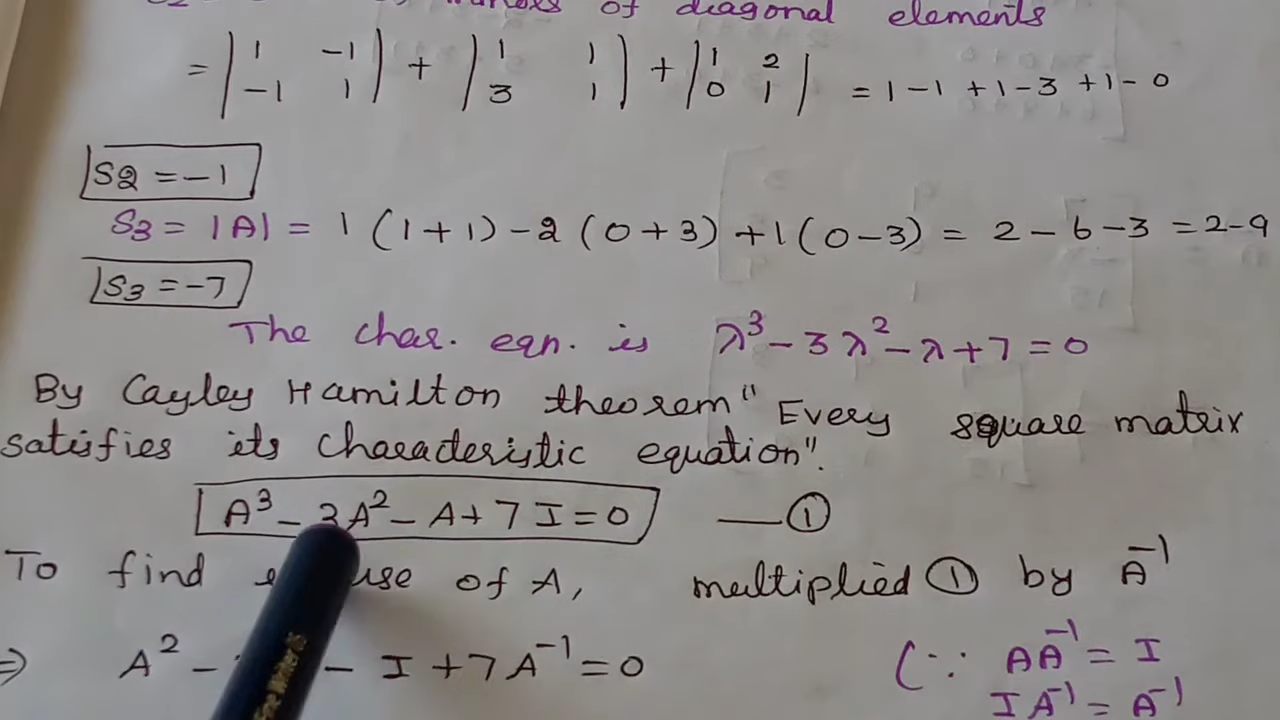 of diagonal elements
= | 1 -1 | + | 1 1 | + | 1 2 | = 1-1+1-3+1-0
| -1 1 | | 3 1 | | 0 1 |
S2 = -1
S3 = |A| = 1(1+1)-2(0+3)+1(0-3) = 2-6-3 = 2-9
S3 = -7
The char. eqn. is λ³-3λ²-λ+7=0
By Cayley Hamilton theorem "Every square matrix
satisfies its characteristic equation".
A³-3A²-A+7I=0 — ①
To find of A, multiplied ① by A⁻¹
⇒ A² - - I+7A⁻¹=0 (∵ AA⁻¹=I
IA⁻¹=A⁻¹